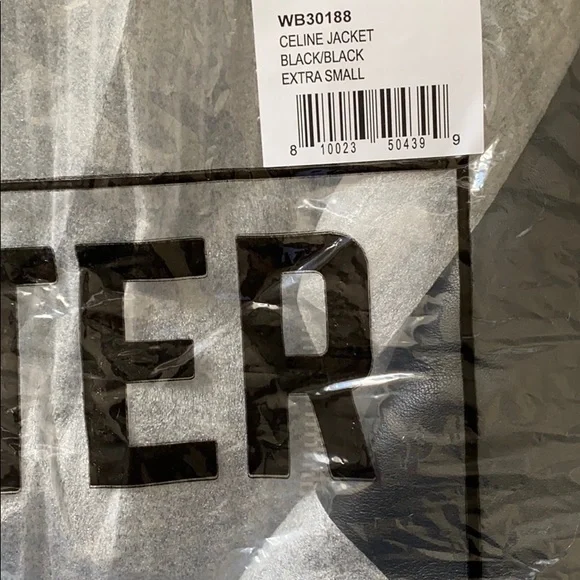 WB30188
CELINE JACKET
BLACK/BLACK
EXTRA SMALL
8 10023 50439 9
TER